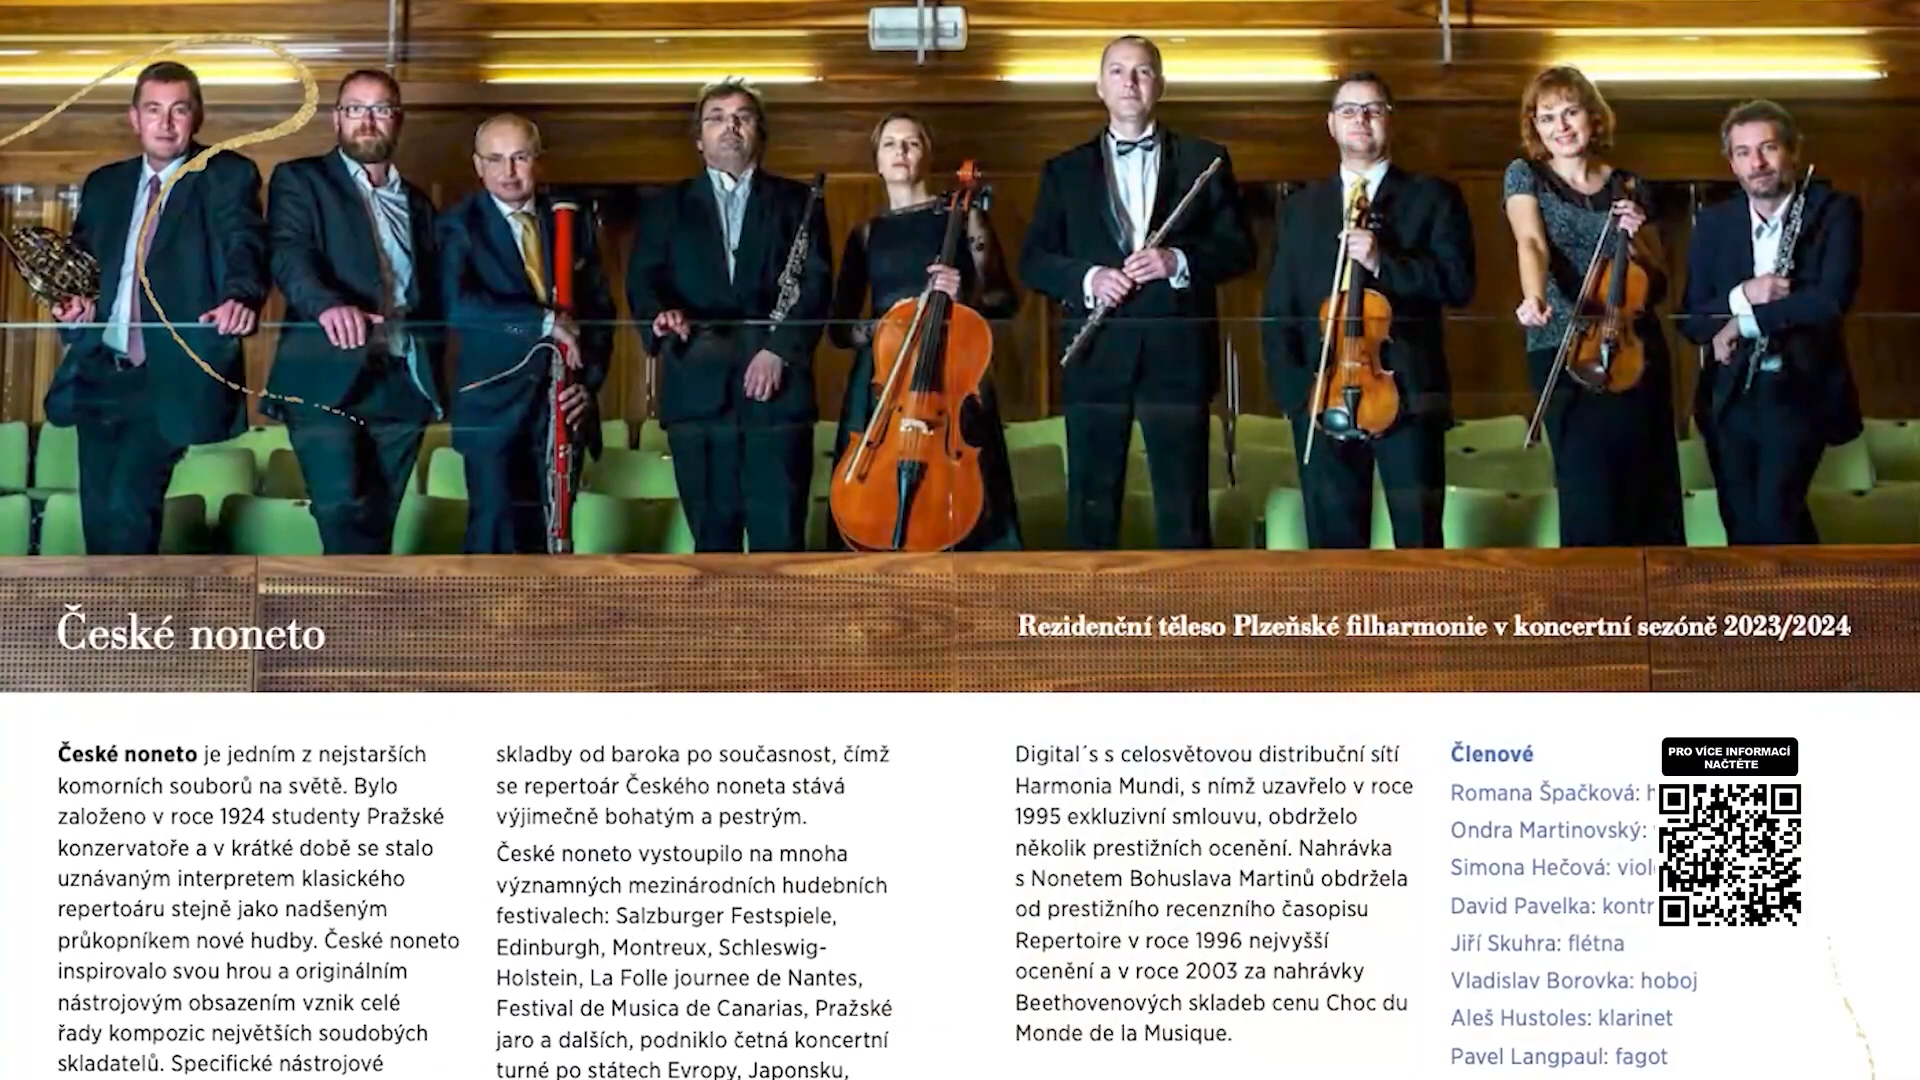 České noneto
Rezidenční těleso Plzeňské filharmonie v koncertní sezóně 2023/2024
České noneto je jedním z nejstarších
komorních souborů na světě. Bylo
založeno v roce 1924 studenty Pražské
konzervatoře a v krátké době se stalo
uznávaným interpretem klasického
repertoáru stejně jako nadšeným
průkopníkem nové hudby. České noneto
inspirovalo svou hrou a originálním
nástrojovým obsazením vznik celé
řady kompozic největších soudobých
skladatelů. Specifické nástrojové
skladby od baroka po současnost, čímž
se repertoár Českého noneta stává
výjimečně bohatým a pestrým.
České noneto vystoupilo na mnoha
významných mezinárodních hudebních
festivalech: Salzburger Festspiele,
Edinburgh, Montreux, Schleswig-
Holstein, La Folle journee de Nantes,
Festival de Musica de Canarias, Pražské
jaro a dalších, podniklo četná koncertní
turné po státech Evropy, Japonsku,
Digital´s s celosvětovou distribuční sítí
Harmonia Mundi, s nímž uzavřelo v roce
1995 exkluzivní smlouvu, obdrželo
několik prestižních ocenění. Nahrávka
s Nonetem Bohuslava Martinů obdržela
od prestižního recenzního časopisu
Repertoire v roce 1996 nejvyšší
ocenění a v roce 2003 za nahrávky
Beethovenových skladeb cenu Choc du
Monde de la Musique.
Členové
Romana Špačková:
Ondra Martinovský:
Simona Hečová:
David Pavelka:
Jiří Skuhra: flétna
Vladislav Borovka: hoboj
Aleš Hustoles: klarinet
Pavel Langpaul: fagot
PRO VÍCE INFORMACÍ
NAČTĚTE